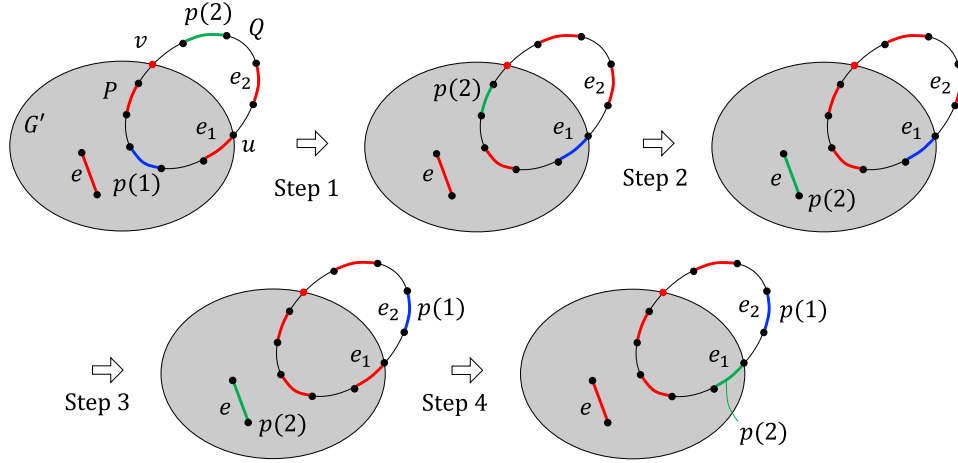 p(2)
Q
v
e₂
P
G′
e₁
u
e
p(1)
Step 1
p(2)
e₂
e₁
e
Step 2
e₂
e₁
e
p(2)
Step 3
e₂
p(1)
e₁
e
p(2)
Step 4
e₂
p(1)
e₁
e
p(2)